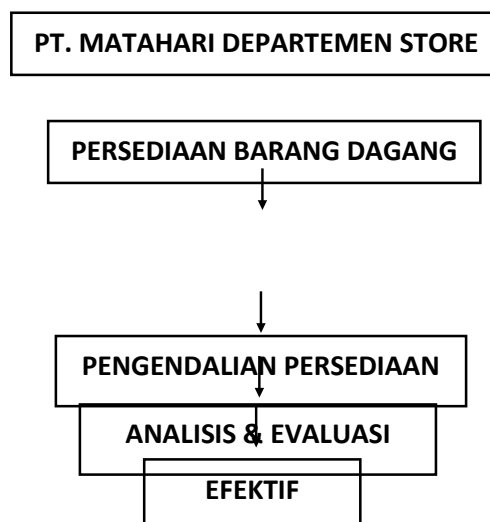 PT. MATAHARI DEPARTEMEN STORE
PERSEDIAAN BARANG DAGANG
PENGENDALIAN PERSEDIAAN
ANALISIS & EVALUASI
EFEKTIF